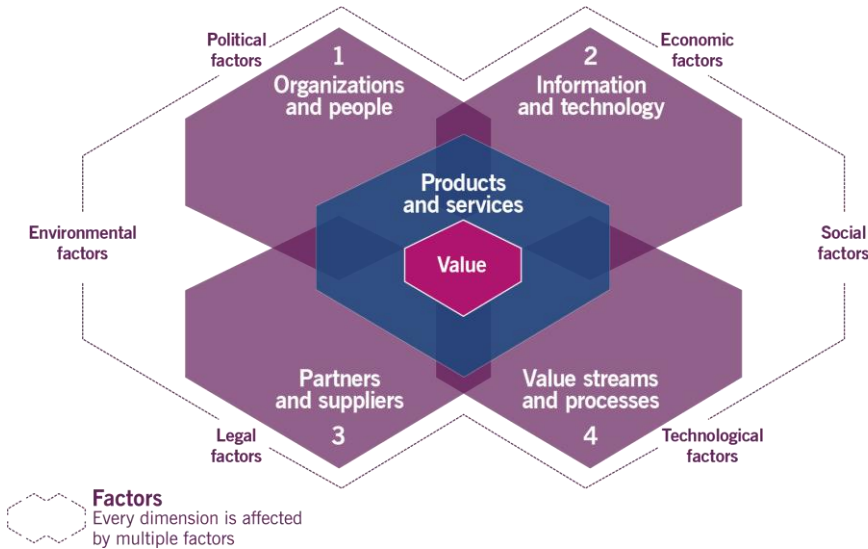 Political
factors
1
Organizations
and people
2
Information
and technology
Economic
factors
Products
and services
Environmental
factors
Value
Social
factors
Partners
and suppliers
3
Value streams
and processes
4
Legal
factors
Technological
factors
Factors
Every dimension is affected
by multiple factors